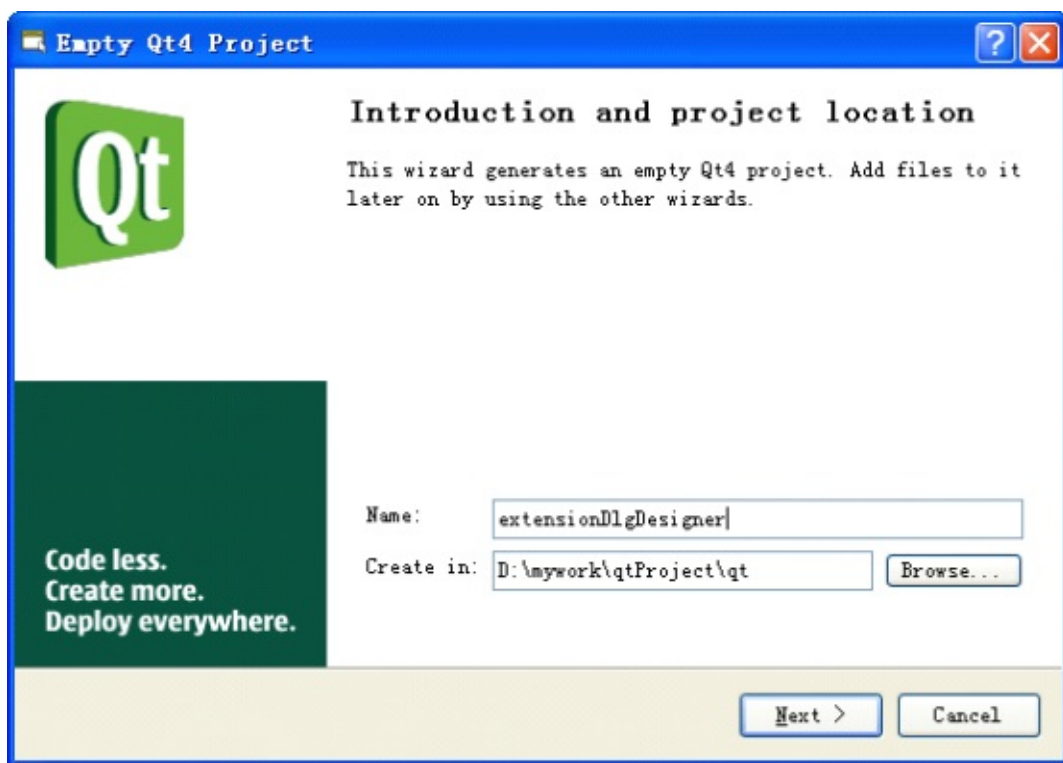 Empty Qt4 Project
Qt
Introduction and project location
This wizard generates an empty Qt4 project. Add files to it
later on by using the other wizards.
Name: extensionDlgDesigner
Create in: D:\mywork\qtProject\qt Browse...
Code less.
Create more.
Deploy everywhere.
Next > Cancel